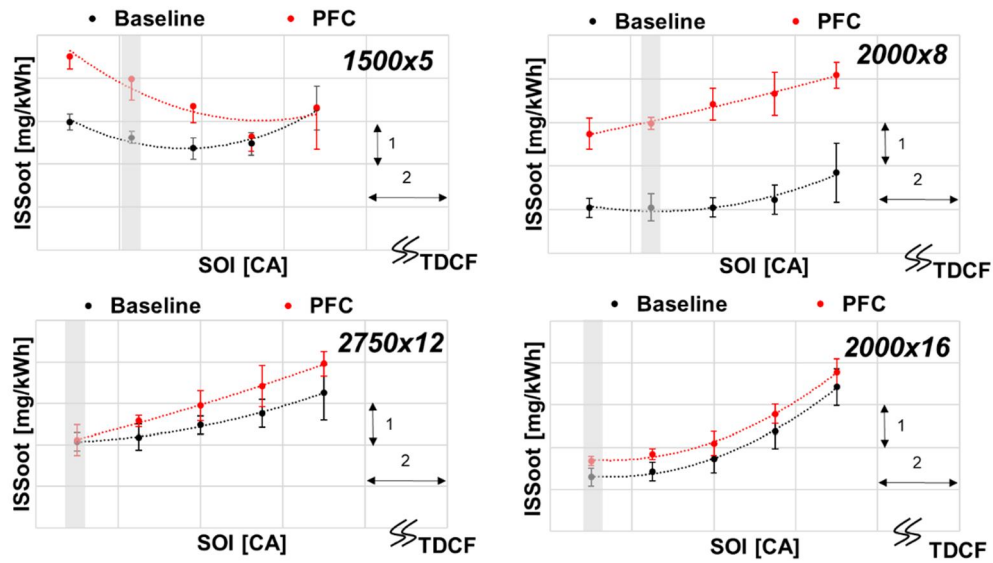 Baseline PFC
1500x5
ISSoot [mg/kWh]
1
2
SOI [CA]
TDCF
Baseline PFC
2000x8
ISSoot [mg/kWh]
1
2
SOI [CA]
TDCF
Baseline PFC
2750x12
ISSoot [mg/kWh]
1
2
SOI [CA]
TDCF
Baseline PFC
2000x16
ISSoot [mg/kWh]
1
2
SOI [CA]
TDCF